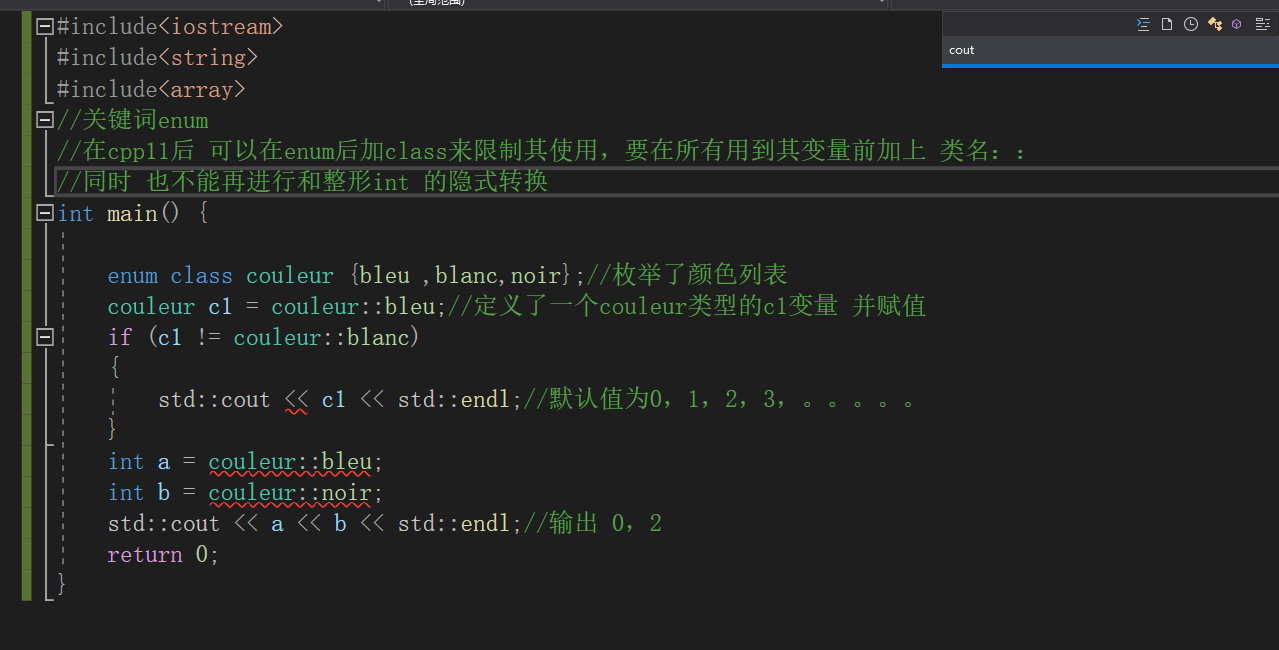 (全局范围)
cout
#include<iostream>
#include<string>
#include<array>
//关键词enum
//在cpp11后 可以在enum后加class来限制其使用，要在所有用到其变量前加上 类名：：
//同时 也不能再进行和整形int 的隐式转换
int main() {
enum class couleur {bleu ,blanc,noir};//枚举了颜色列表
couleur c1 = couleur::bleu;//定义了一个couleur类型的c1变量 并赋值
if (c1 != couleur::blanc)
{
std::cout << c1 << std::endl;//默认值为0，1，2，3，。。。。。
}
int a = couleur::bleu;
int b = couleur::noir;
std::cout << a << b << std::endl;//输出 0，2
return 0;
}